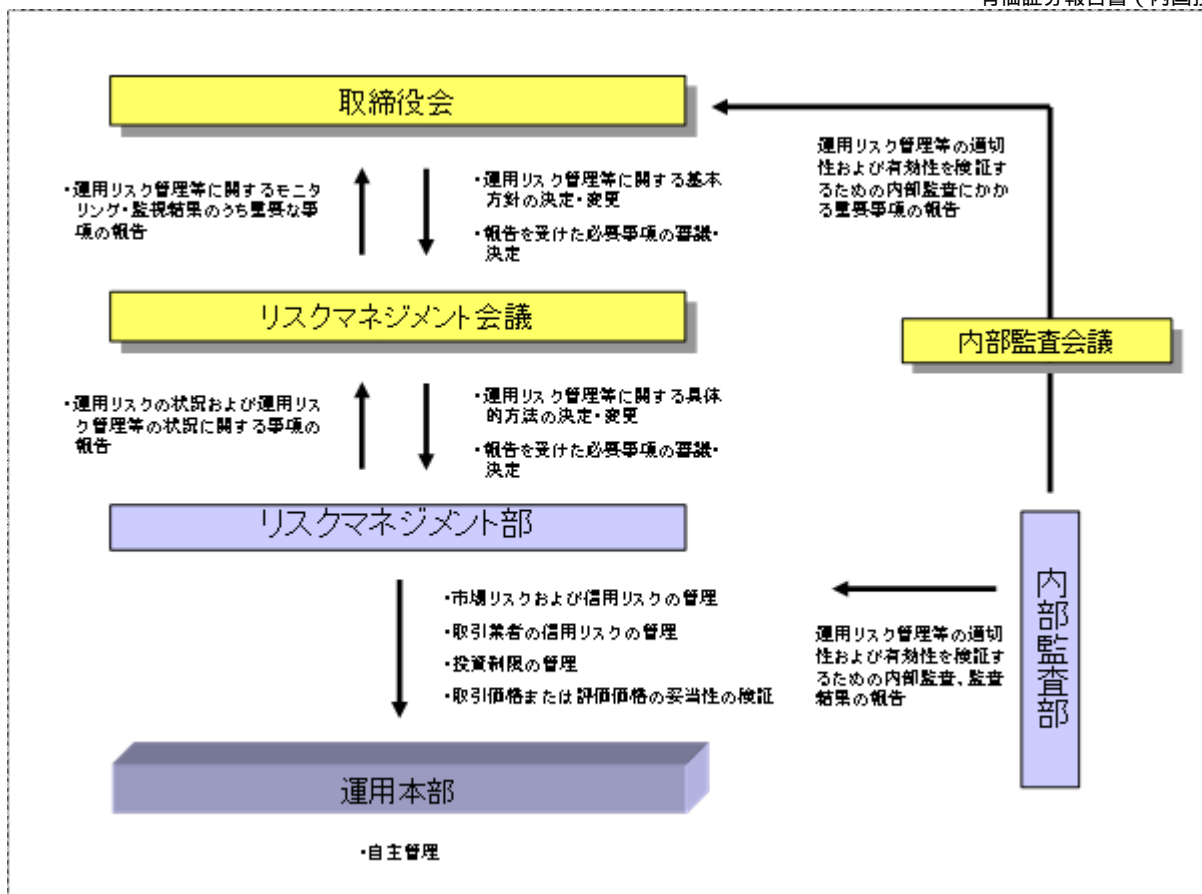 取締役会
・運用リスク管理等に関するモニタ
リング・監視結果のうち重要な事
項の報告
・運用リスク管理等に関する基本
方針の決定・変更
・報告を受けた必要事項の審議・
決定
運用リスク管理等の適切
性および有効性を検証す
るための内部監査にかか
る重要事項の報告
リスクマネジメント会議
内部監査会議
・運用リスクの状況および運用リス
ク管理等の状況に関する事項の
報告
・運用リスク管理等に関する具体
的方法の決定・変更
・報告を受けた必要事項の審議・
決定
リスクマネジメント部
内部監査部
・市場リスクおよび信用リスクの管理
・取引業者の信用リスクの管理
・投資制限の管理
・取引価格または評価価格の妥当性の検証
運用リスク管理等の適切
性および有効性を検証す
るための内部監査、監査
結果の報告
運用本部
・自主管理